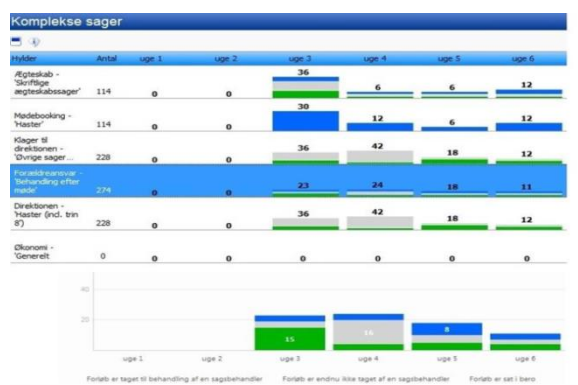 Komplekse sager
Hylder Antal uge 1 uge 2 uge 3 uge 4 uge 5 uge 6
Ægteskab -
'Skriftlige
ægteskabssager' 114 0 0 36 6 6 12
Mødebooking -
'Haster' 114 0 0 30 12 6 12
Klager til
direktionen -
'Øvrige sager... 228 0 0 36 42 18 12
Forældreansvar -
'Behandling efter
møde' 274 0 0 23 24 18 11
Direktionen -
'Haster (ind. trin
8') 228 0 0 36 42 18 12
Økonomi -
'Generelt 0 0 0 0 0 0 0
40
20
15 16 8
uge 1 uge 2 uge 3 uge 4 uge 5 uge 6
Forløb er taget til behandling af en sagsbehandler Forløb er endnu ikke taget af en sagsbehandler Forløb er sat i bero